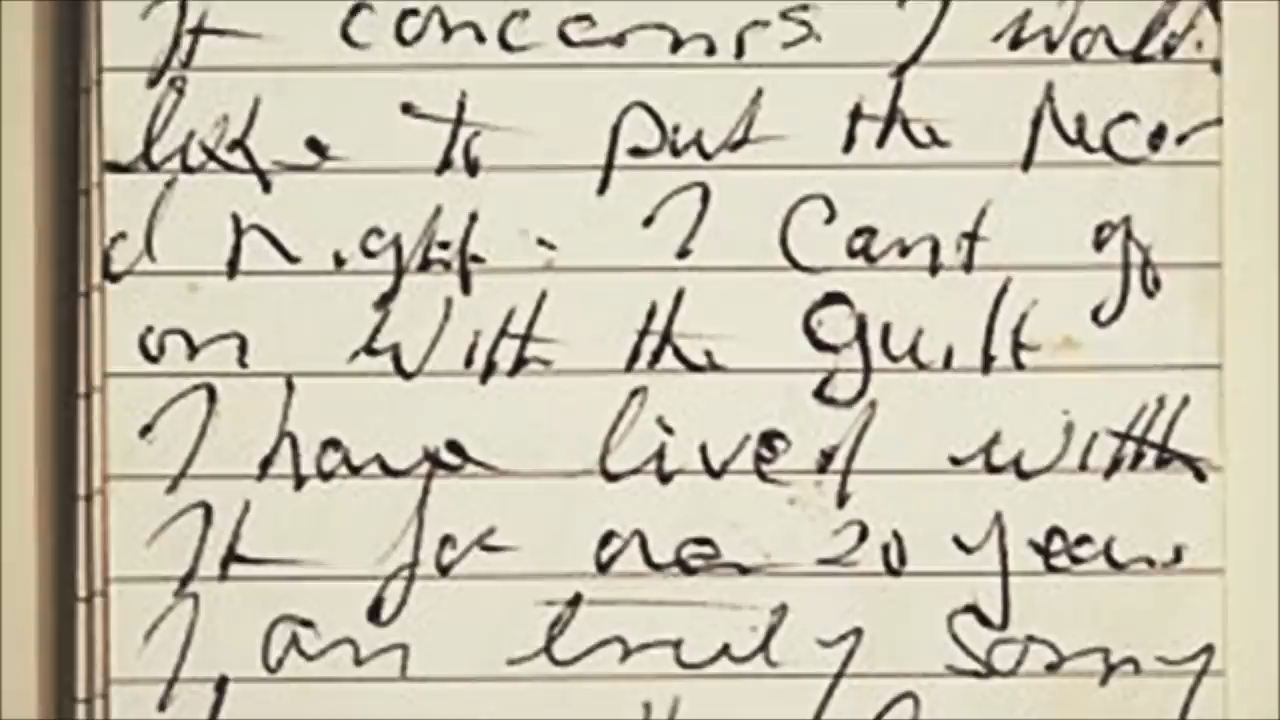 It concerns I would
like to put the recor
d right. I Cant go
on With the guilt
I have lived with
It for over 20 years
I am truly Sorry